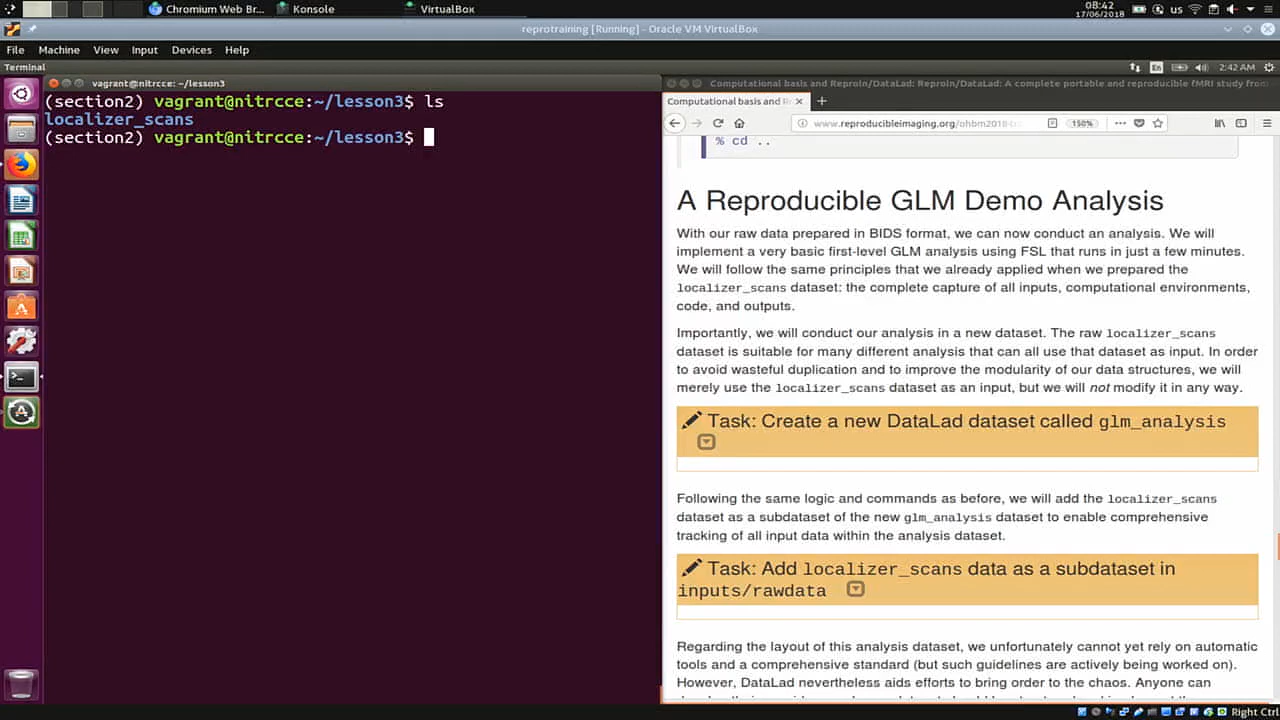 Chromium Web Br...
Konsole
VirtualBox
08:42
17/06/2018
us
reprotraining [Running] - Oracle VM VirtualBox
File Machine View Input Devices Help
Terminal
En
2:42 AM
vagrant@nitrcce: ~/lesson3
(section2) vagrant@nitrcce:~/lesson3$ ls
localizer_scans
(section2) vagrant@nitrcce:~/lesson3$
Computational basis and ReproIn/DataLad: ReproIn/DataLad: A complete portable and reproducible fMRI study from
Computational basis and R
www.reproducibleimaging.org/ohbm2018
150%
% cd ..
A Reproducible GLM Demo Analysis
With our raw data prepared in BIDS format, we can now conduct an analysis. We will
implement a very basic first-level GLM analysis using FSL that runs in just a few minutes.
We will follow the same principles that we already applied when we prepared the
localizer_scans dataset: the complete capture of all inputs, computational environments,
code, and outputs.
Importantly, we will conduct our analysis in a new dataset. The raw localizer_scans
dataset is suitable for many different analysis that can all use that dataset as input. In order
to avoid wasteful duplication and to improve the modularity of our data structures, we will
merely use the localizer_scans dataset as an input, but we will not modify it in any way.
Task: Create a new DataLad dataset called glm_analysis
Following the same logic and commands as before, we will add the localizer_scans
dataset as a subdataset of the new glm_analysis dataset to enable comprehensive
tracking of all input data within the analysis dataset.
Task: Add localizer_scans data as a subdataset in
inputs/rawdata
Regarding the layout of this analysis dataset, we unfortunately cannot yet rely on automatic
tools and a comprehensive standard (but such guidelines are actively being worked on).
However, DataLad nevertheless aids efforts to bring order to the chaos. Anyone can
Right Ctrl